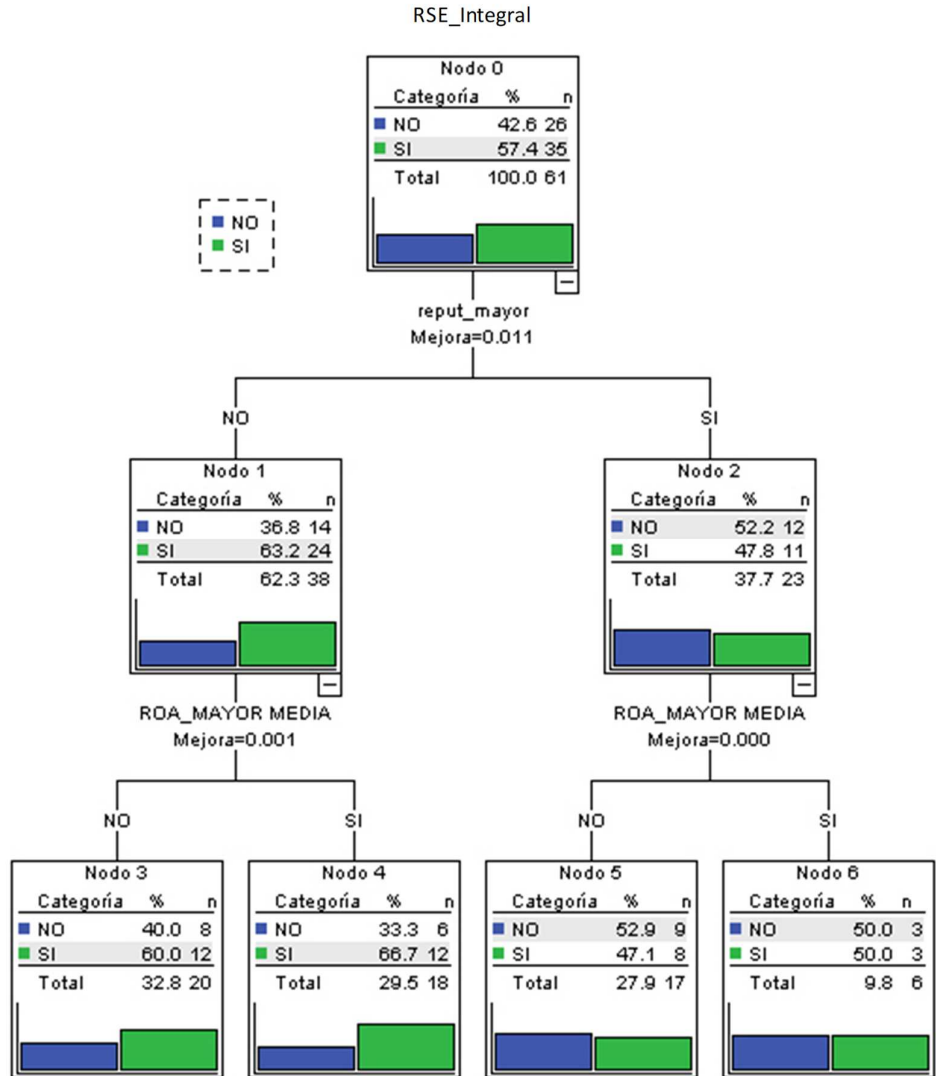 RSE_Integral
Nodo 0
Categoría % n
NO 42.6 26
SI 57.4 35
Total 100.0 61
NO
SI
reput_mayor
Mejora=0.011
NO
SI
Nodo 1
Categoría % n
NO 36.8 14
SI 63.2 24
Total 62.3 38
Nodo 2
Categoría % n
NO 52.2 12
SI 47.8 11
Total 37.7 23
ROA_MAYOR MEDIA
Mejora=0.001
ROA_MAYOR MEDIA
Mejora=0.000
NO
SI
NO
SI
Nodo 3
Categoría % n
NO 40.0 8
SI 60.0 12
Total 32.8 20
Nodo 4
Categoría % n
NO 33.3 6
SI 66.7 12
Total 29.5 18
Nodo 5
Categoría % n
NO 52.9 9
SI 47.1 8
Total 27.9 17
Nodo 6
Categoría % n
NO 50.0 3
SI 50.0 3
Total 9.8 6